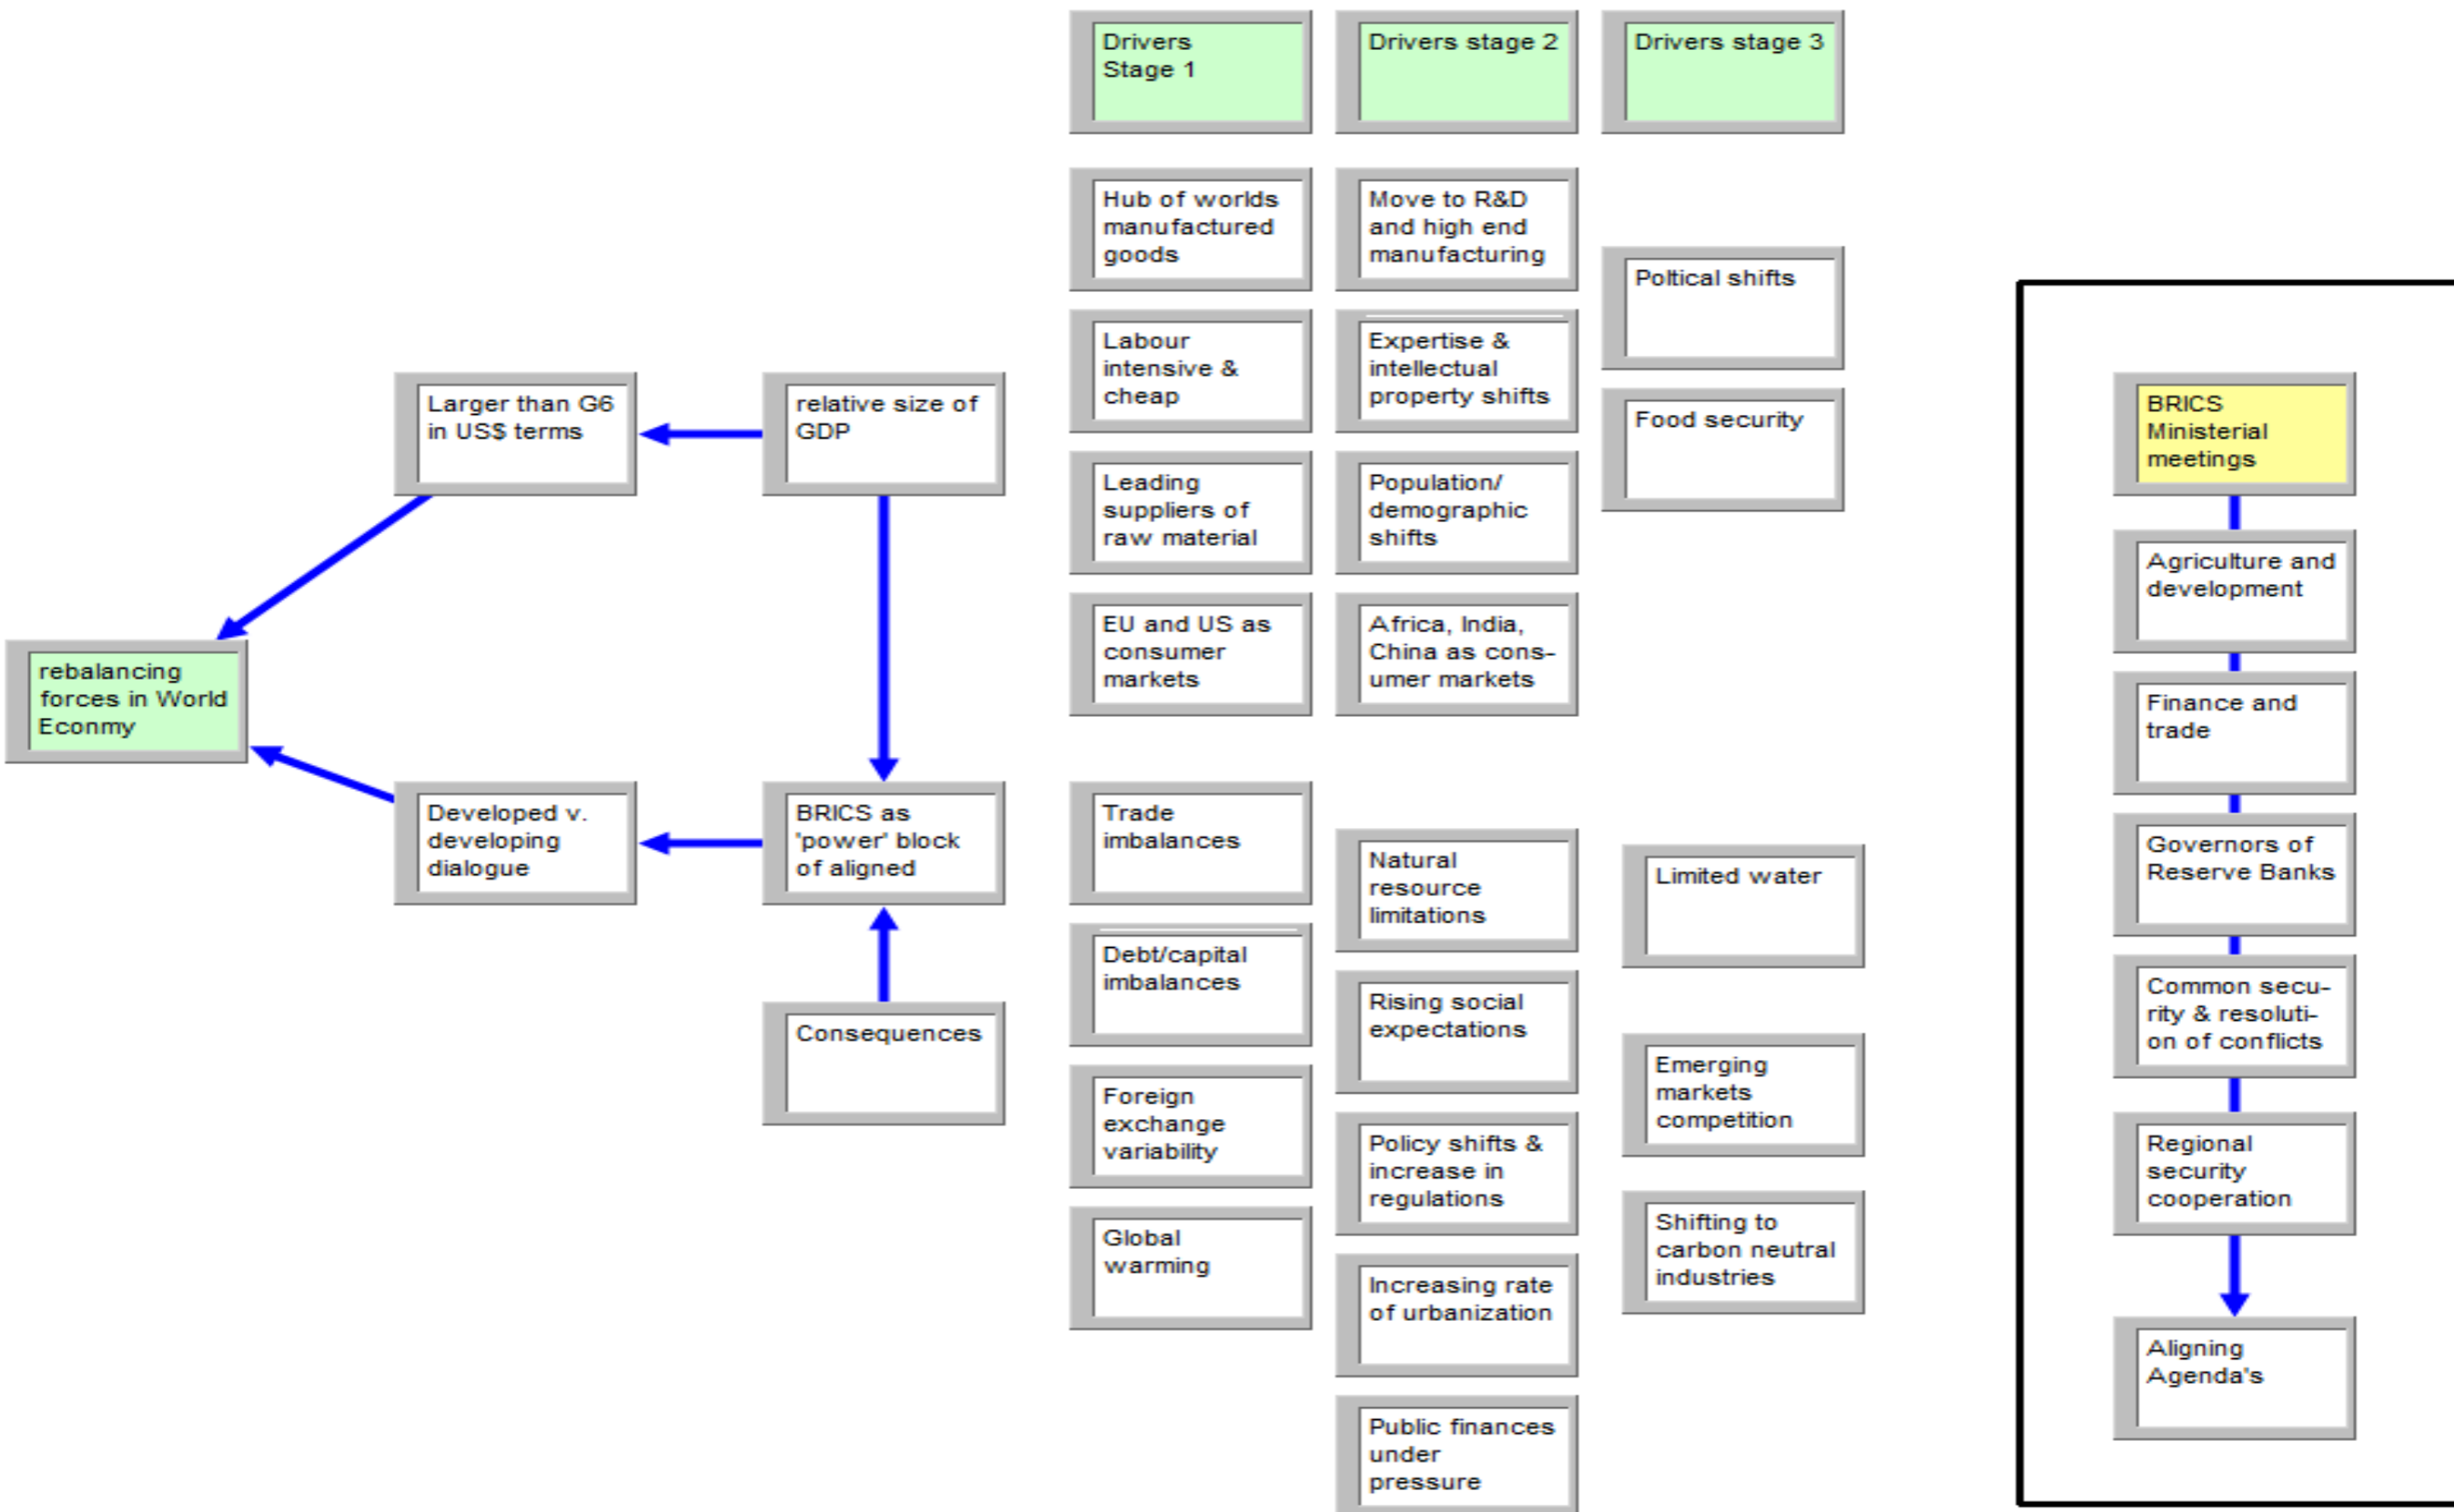 Drivers
Stage 1
Drivers stage 2
Drivers stage 3
Hub of worlds
manufactured
goods
Move to R&D
and high end
manufacturing
Poltical shifts
Labour
intensive &
cheap
Expertise &
intellectual
property shifts
Food security
Larger than G6
in US$ terms
relative size of
GDP
BRICS
Ministerial
meetings
Leading
suppliers of
raw material
Population/
demographic
shifts
Agriculture and
development
EU and US as
consumer
markets
Africa, India,
China as cons-
umer markets
rebalancing
forces in World
Econmy
Finance and
trade
Developed v.
developing
dialogue
BRICS as
'power' block
of aligned
Trade
imbalances
Natural
resource
limitations
Limited water
Governors of
Reserve Banks
Debt/capital
imbalances
Rising social
expectations
Common secu-
rity & resoluti-
on of conflicts
Consequences
Emerging
markets
competition
Foreign
exchange
variability
Policy shifts &
increase in
regulations
Regional
security
cooperation
Global
warming
Shifting to
carbon neutral
industries
Increasing rate
of urbanization
Aligning
Agenda's
Public finances
under
pressure